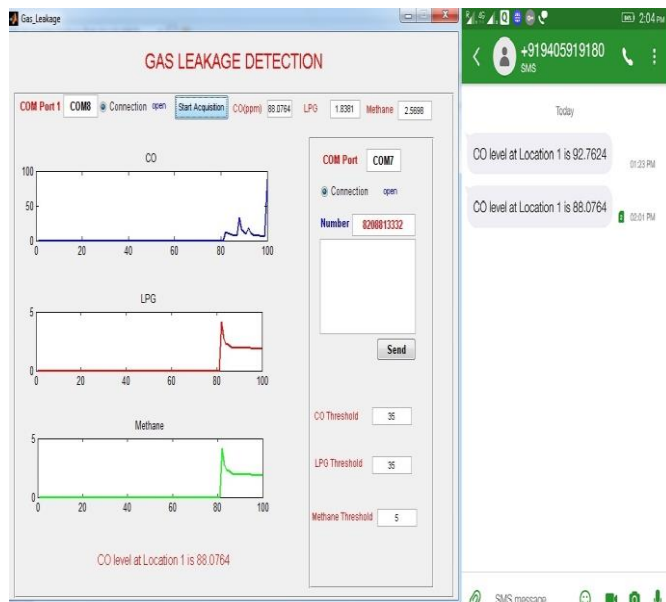 Gas_Leakage
GAS LEAKAGE DETECTION
COM Port 1 COM8 Connection open Start Acquisition CO(ppm) 88.0764 LPG 1.8381 Methane 2.5698
CO
100
50
0
0 20 40 60 80 100
LPG
5
0
0 20 40 60 80 100
Methane
5
0
0 20 40 60 80 100
CO level at Location 1 is 88.0764
COM Port COM7
Connection open
Number 8208813332
Send
CO Threshold 35
LPG Threshold 35
Methane Threshold 5
4G 2:04 PM
+919405919180
SMS
Today
CO level at Location 1 is 92.7624
01:23 PM
CO level at Location 1 is 88.0764
02:01 PM
SMS message